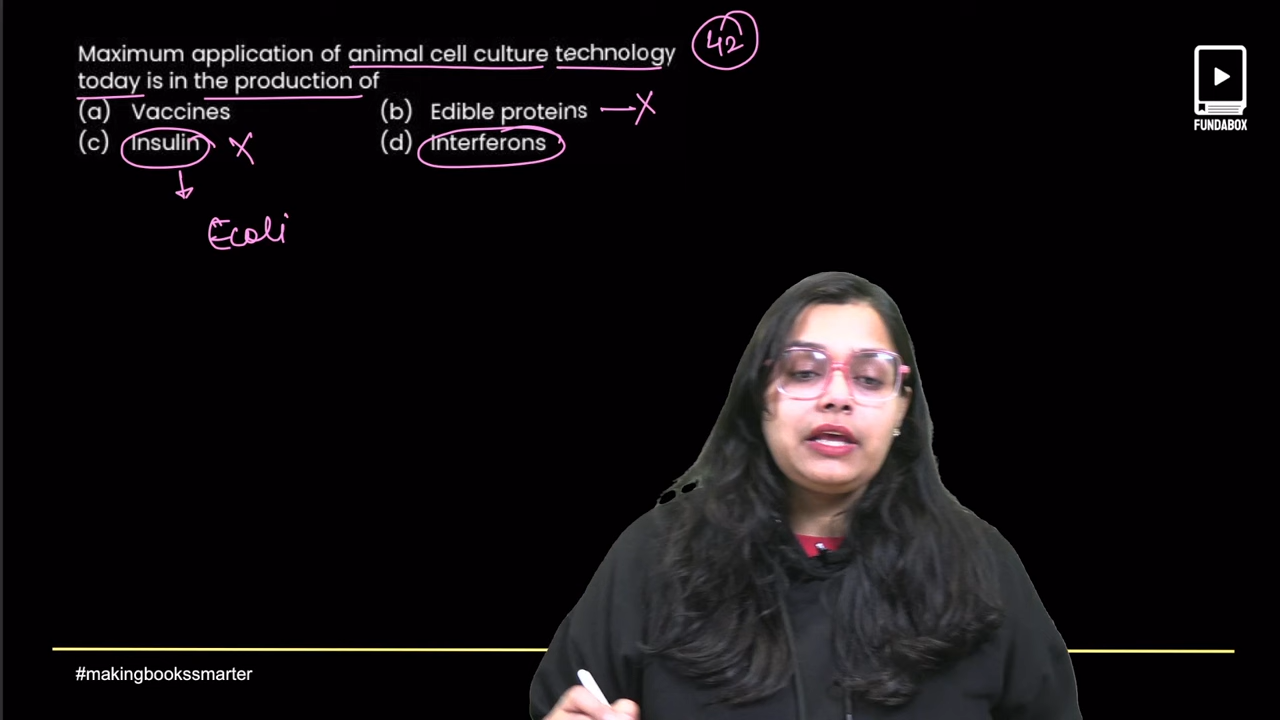 Maximum application of animal cell culture technology 42
today is in the production of
(a) Vaccines (b) Edible proteins —X
(c) Insulin X (d) Interferons
↓
Ecoli
FUNDABOX
#makingbookssmarter